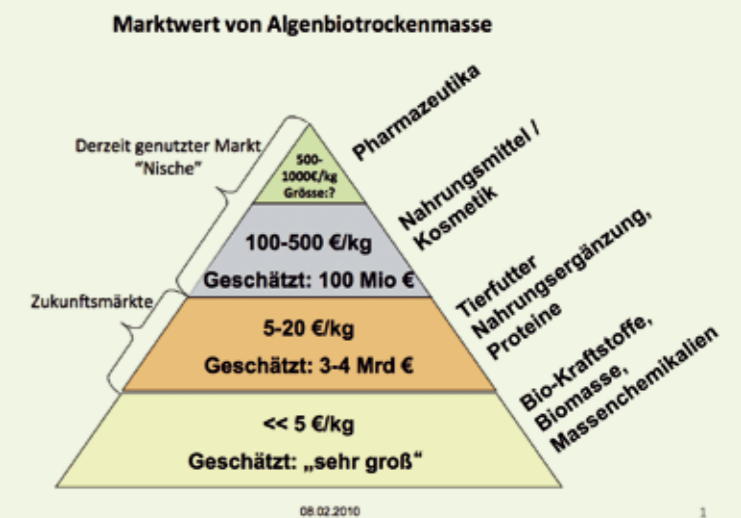 Marktwert von Algenbiotrockenmasse
Derzeit genutzter Markt
"Nische"
500-
1000€/kg
Grösse:?
Pharmazeutika
100-500 €/kg
Geschätzt: 100 Mio €
Nahrungsmittel /
Kosmetik
Zukunftsmärkte
5-20 €/kg
Geschätzt: 3-4 Mrd €
Tierfutter
Nahrungsergänzung,
Proteine
<< 5 €/kg
Geschätzt: „sehr groß“
Bio-Kraftstoffe,
Biomasse,
Massenchemikalien
08.02.2010
1